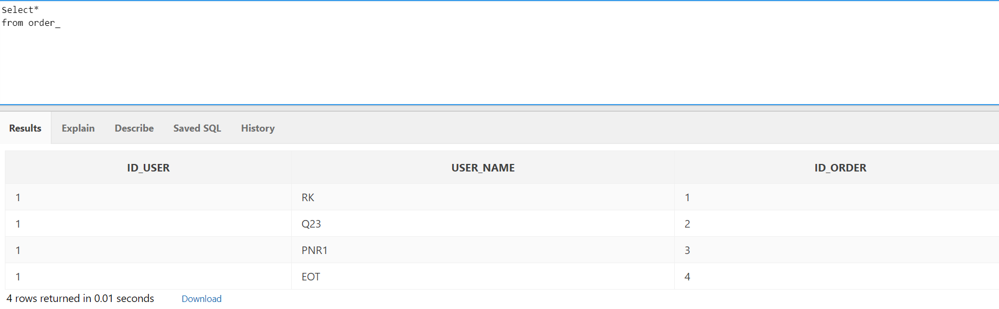 Select*
from order_
Results Explain Describe Saved SQL History
ID_USER USER_NAME ID_ORDER
1 RK 1
1 Q23 2
1 PNR1 3
1 EOT 4
4 rows returned in 0.01 seconds Download